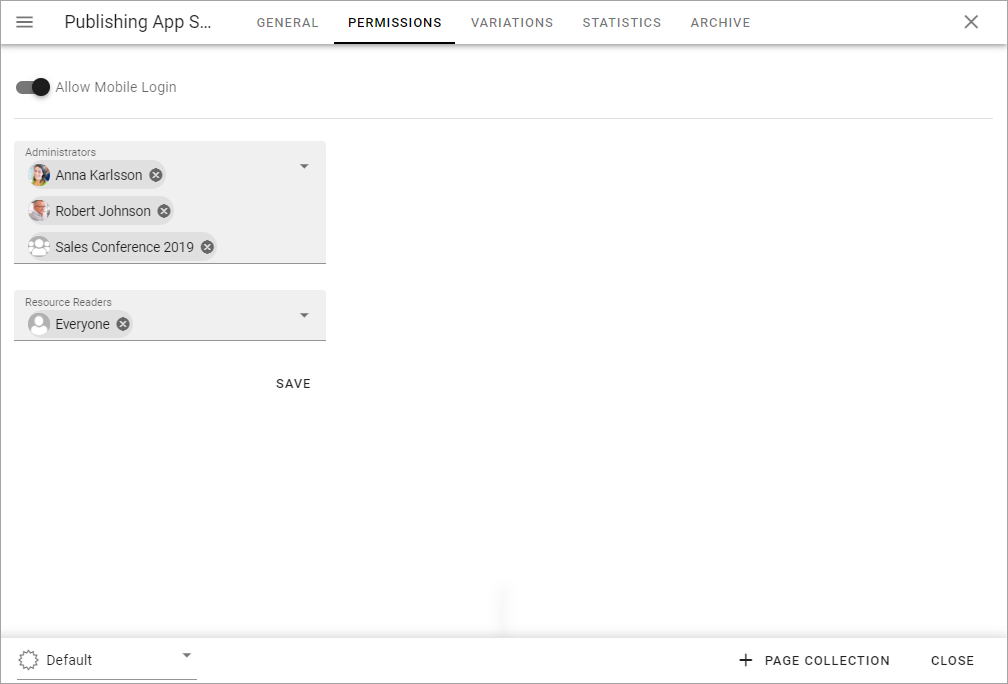 Publishing App S... GENERAL PERMISSIONS VARIATIONS STATISTICS ARCHIVE
Allow Mobile Login
Administrators
Anna Karlsson
Robert Johnson
Sales Conference 2019
Resource Readers
Everyone
SAVE
Default PAGE COLLECTION CLOSE